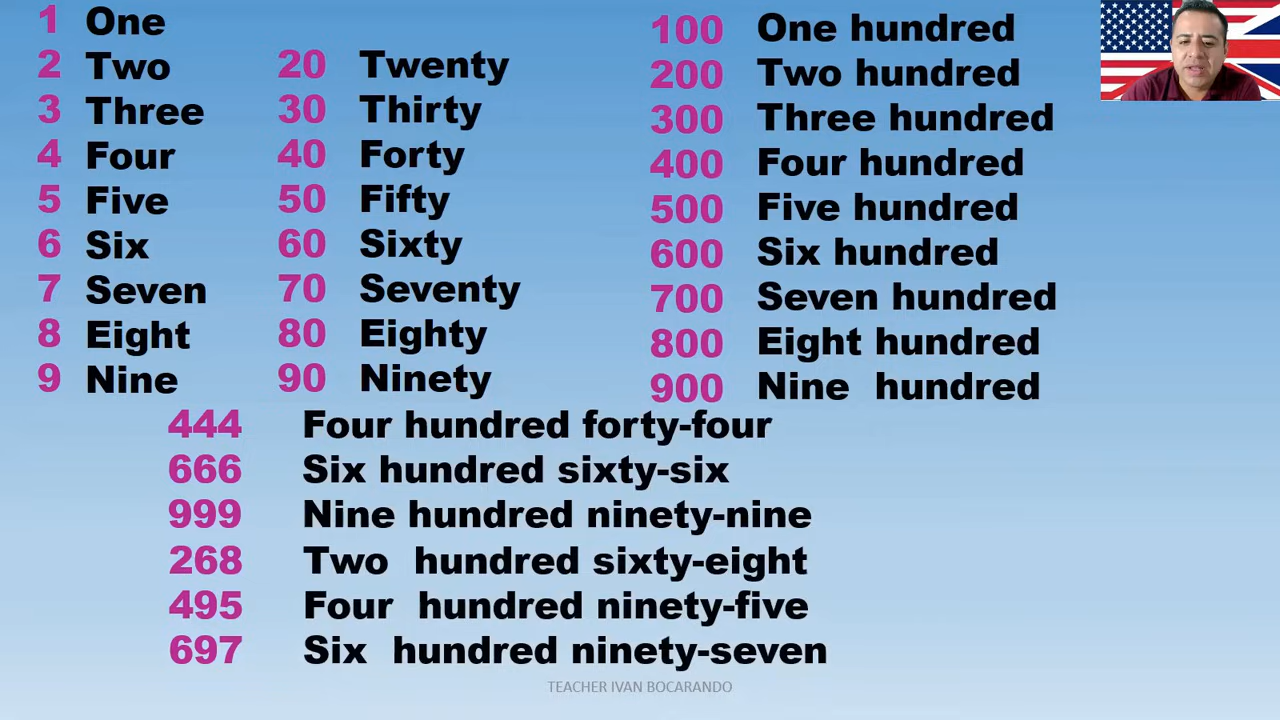 1 One
2 Two
3 Three
4 Four
5 Five
6 Six
7 Seven
8 Eight
9 Nine
20 Twenty
30 Thirty
40 Forty
50 Fifty
60 Sixty
70 Seventy
80 Eighty
90 Ninety
100 One hundred
200 Two hundred
300 Three hundred
400 Four hundred
500 Five hundred
600 Six hundred
700 Seven hundred
800 Eight hundred
900 Nine hundred
444 Four hundred forty-four
666 Six hundred sixty-six
999 Nine hundred ninety-nine
268 Two hundred sixty-eight
495 Four hundred ninety-five
697 Six hundred ninety-seven
TEACHER IVAN BOCARANDO